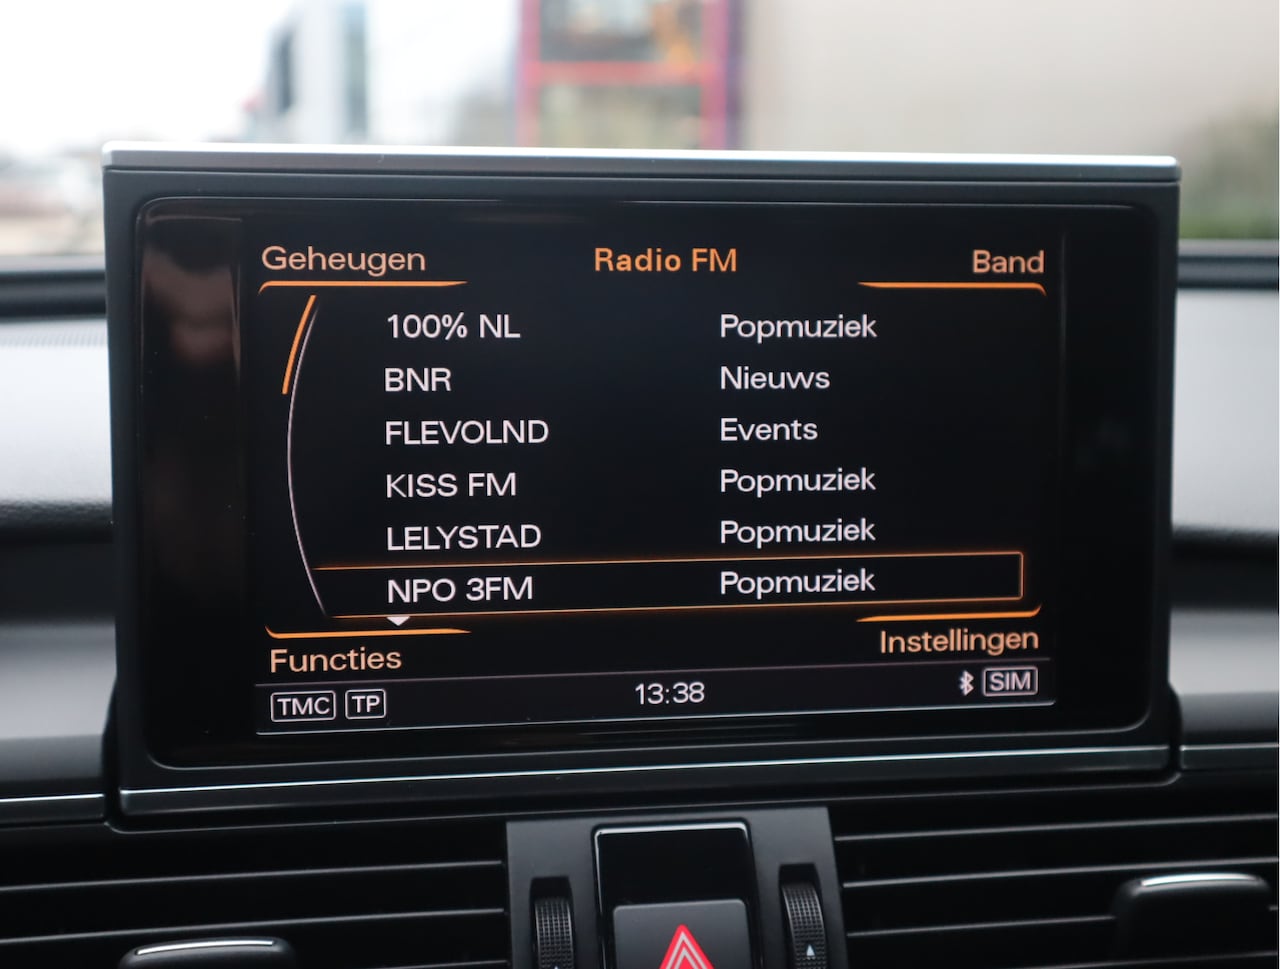 Geheugen Radio FM Band
100% NL Popmuziek
BNR Nieuws
FLEVOLND Events
KISS FM Popmuziek
LELYSTAD Popmuziek
NPO 3FM Popmuziek
Functies Instellingen
TMC TP 13:38 SIM